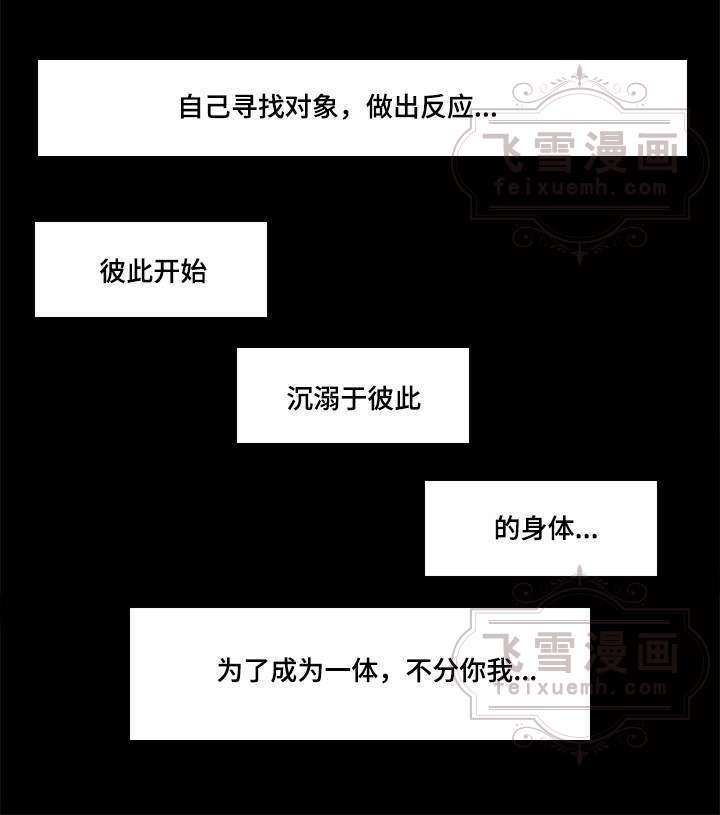 自己寻找对象，做出反应...
飞雪漫画
feixuemh.com
彼此开始
沉溺于彼此
的身体...
为了成为一体，不分你我...
飞雪漫画
feixuemh.com